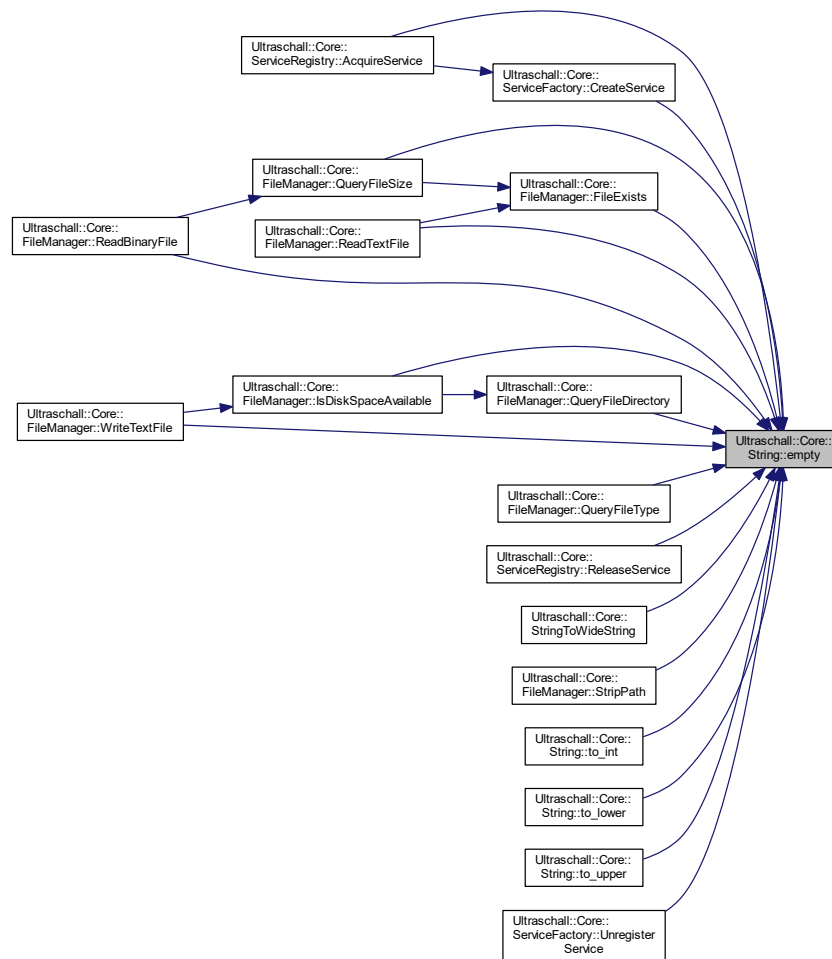 Ultraschall::Core::
ServiceRegistry::AcquireService
Ultraschall::Core::
ServiceFactory::CreateService
Ultraschall::Core::
FileManager::QueryFileSize
Ultraschall::Core::
FileManager::FileExists
Ultraschall::Core::
FileManager::ReadBinaryFile
Ultraschall::Core::
FileManager::ReadTextFile
Ultraschall::Core::
FileManager::IsDiskSpaceAvailable
Ultraschall::Core::
FileManager::QueryFileDirectory
Ultraschall::Core::
FileManager::WriteTextFile
Ultraschall::Core::
String::empty
Ultraschall::Core::
FileManager::QueryFileType
Ultraschall::Core::
ServiceRegistry::ReleaseService
Ultraschall::Core::
StringToWideString
Ultraschall::Core::
FileManager::StripPath
Ultraschall::Core::
String::to_int
Ultraschall::Core::
String::to_lower
Ultraschall::Core::
String::to_upper
Ultraschall::Core::
ServiceFactory::Unregister
Service